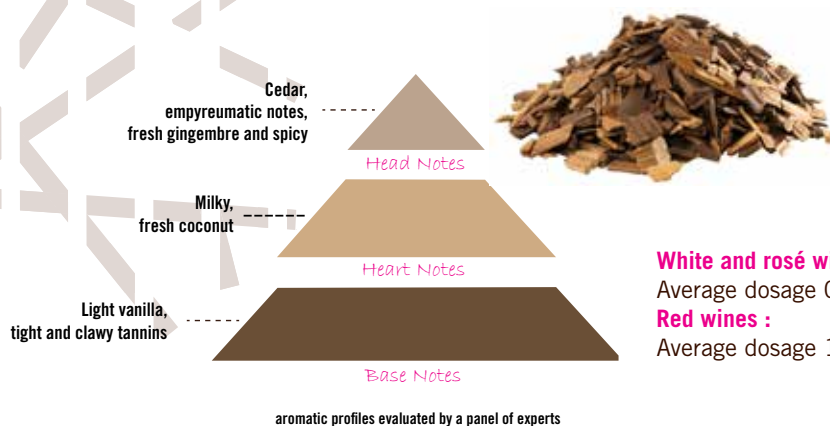 Cedar,
empyreumatic notes,
fresh gingembre and spicy
Head Notes
Milky,
fresh coconut
Heart Notes
Light vanilla,
tight and clawy tannins
Base Notes
aromatic profiles evaluated by a panel of experts
White and rosé
Average dosage
Red wines :
Average dosage